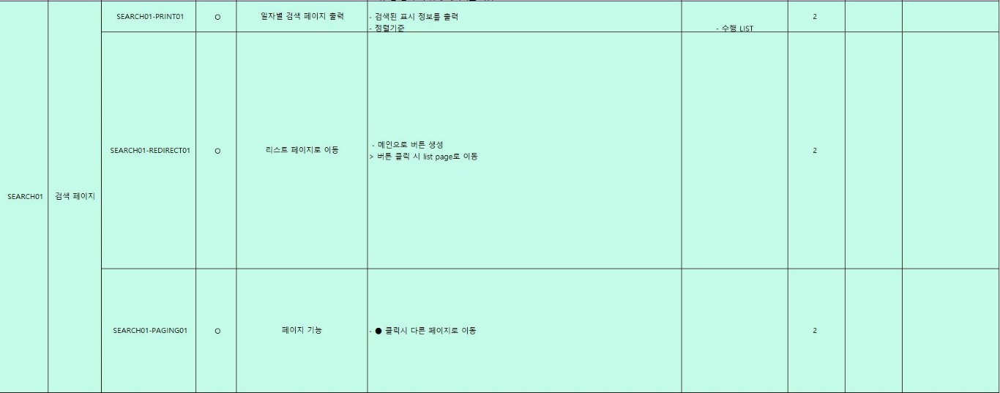 SEARCH01-PRINT01 O 일자별 검색 페이지 출력 - 검색된 표시 정보를 출력 2
- 정렬기준 - 수행 LIST
- 메인으로 버튼 생성
SEARCH01-REDIRECT01 O 리스트 페이지로 이동 2
> 버튼 클릭 시 list page로 이동
SEARCH01 검색 페이지
SEARCH01-PAGING01 O 페이지 기능 - ● 클릭시 다른 페이지로 이동 2